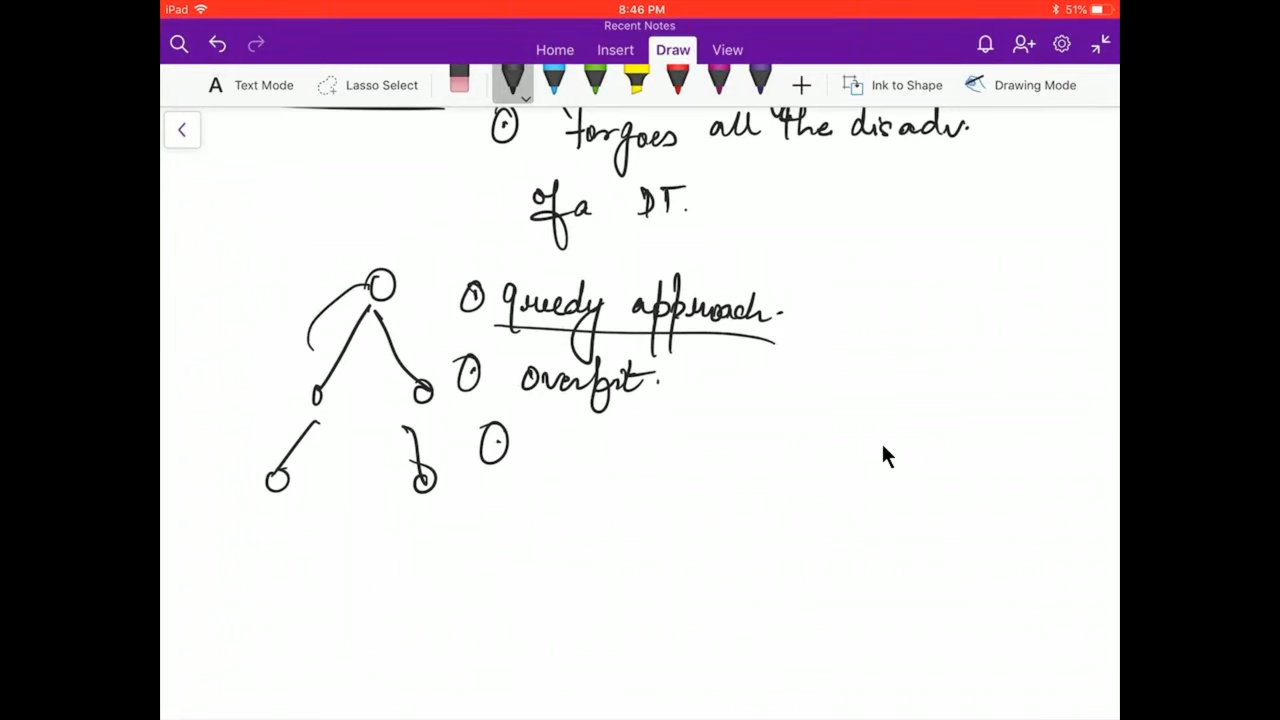 iPad 8:46 PM 51%
Recent Notes
Home Insert Draw View
A Text Mode Lasso Select Ink to Shape Drawing Mode
forgoes all the disadv.
of a DT.
greedy approach.
overfit.